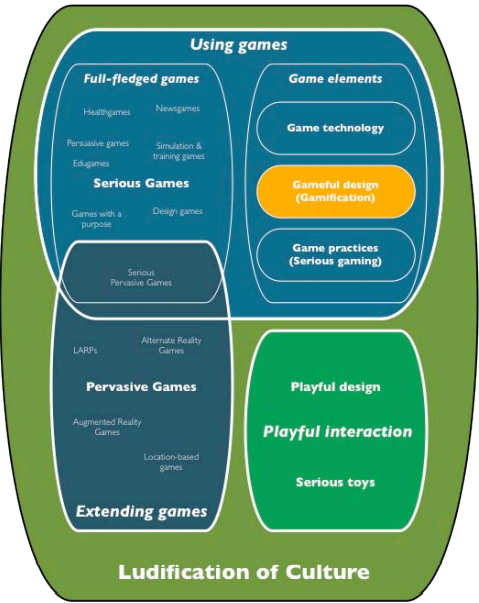 Using games
Full-fledged games
Healthgames
Newsgames
Persuasive games
Edugames
Simulation &
training games
Serious Games
Games with a
purpose
Design games
Game elements
Game technology
Gameful design
(Gamification)
Game practices
(Serious gaming)
Serious
Pervasive Games
LARPs
Alternate Reality
Games
Pervasive Games
Augmented Reality
Games
Location-based
games
Extending games
Playful design
Playful interaction
Serious toys
Ludification of Culture